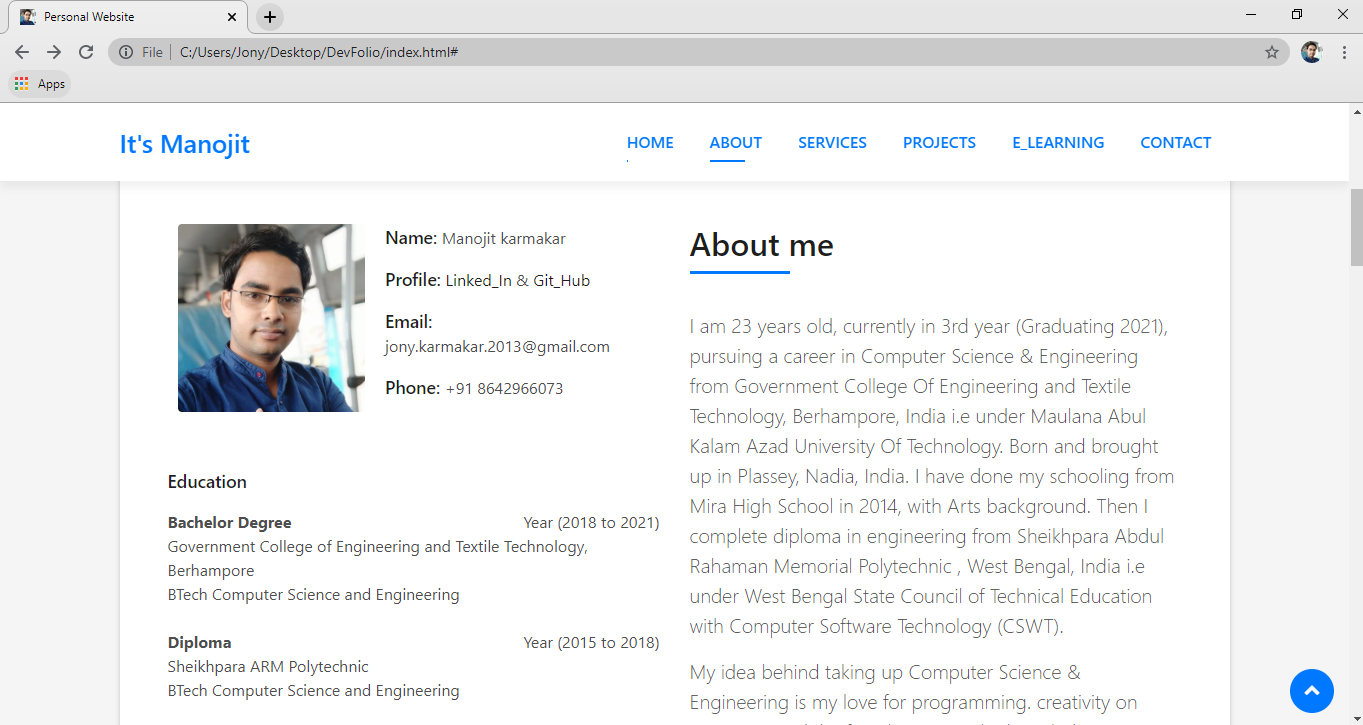 Personal Website
File
C:/Users/Jony/Desktop/DevFolio/index.html#
Apps
It's Manojit
HOME
ABOUT
SERVICES
PROJECTS
E_LEARNING
CONTACT
Name: Manojit karmakar
Profile: Linked_In & Git_Hub
Email:
jony.karmakar.2013@gmail.com
Phone: +91 8642966073
Education
Bachelor Degree
Year (2018 to 2021)
Government College of Engineering and Textile Technology,
Berhampore
BTech Computer Science and Engineering
Diploma
Year (2015 to 2018)
Sheikhpara ARM Polytechnic
BTech Computer Science and Engineering
About me
I am 23 years old, currently in 3rd year (Graduating 2021),
pursuing a career in Computer Science & Engineering
from Government College Of Engineering and Textile
Technology, Berhampore, India i.e under Maulana Abul
Kalam Azad University Of Technology. Born and brought
up in Plassey, Nadia, India. I have done my schooling from
Mira High School in 2014, with Arts background. Then I
complete diploma in engineering from Sheikhpara Abdul
Rahaman Memorial Polytechnic , West Bengal, India i.e
under West Bengal State Council of Technical Education
with Computer Software Technology (CSWT).
My idea behind taking up Computer Science &
Engineering is my love for programming. creativity on